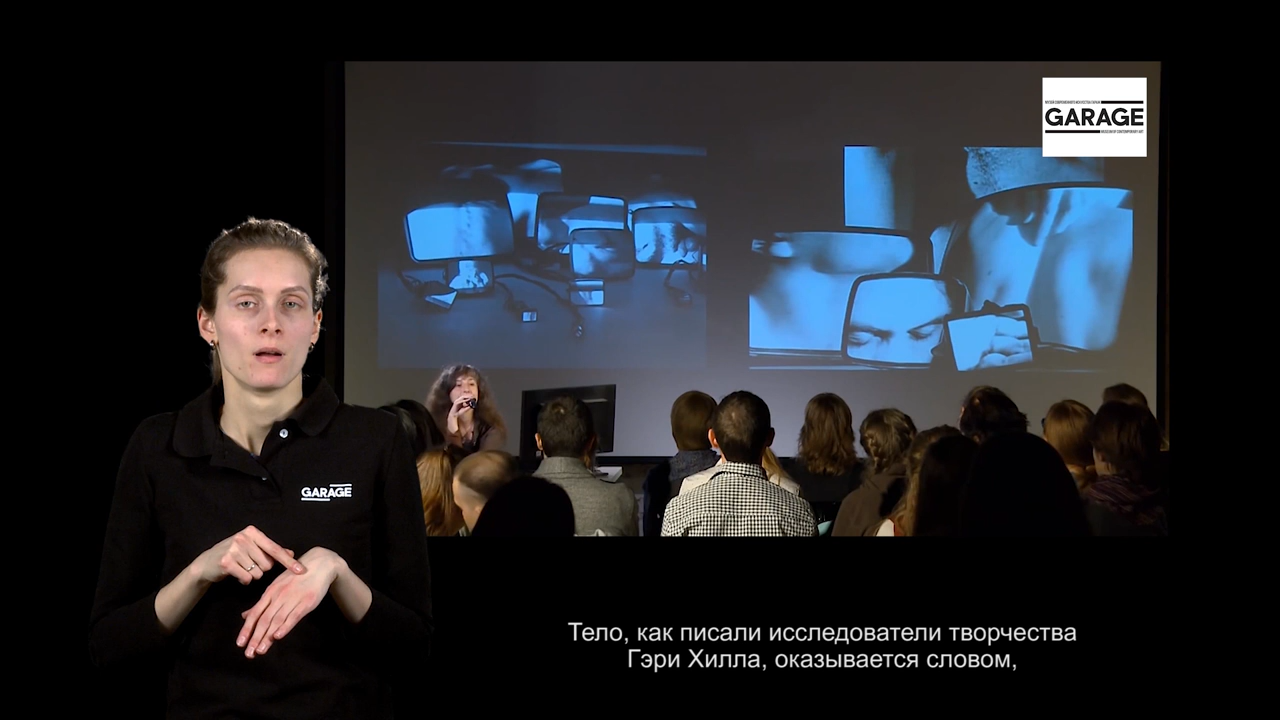 GARAGE
GARAGE
Тело, как писали исследователи творчества
Гэри Хилла, оказывается словом,